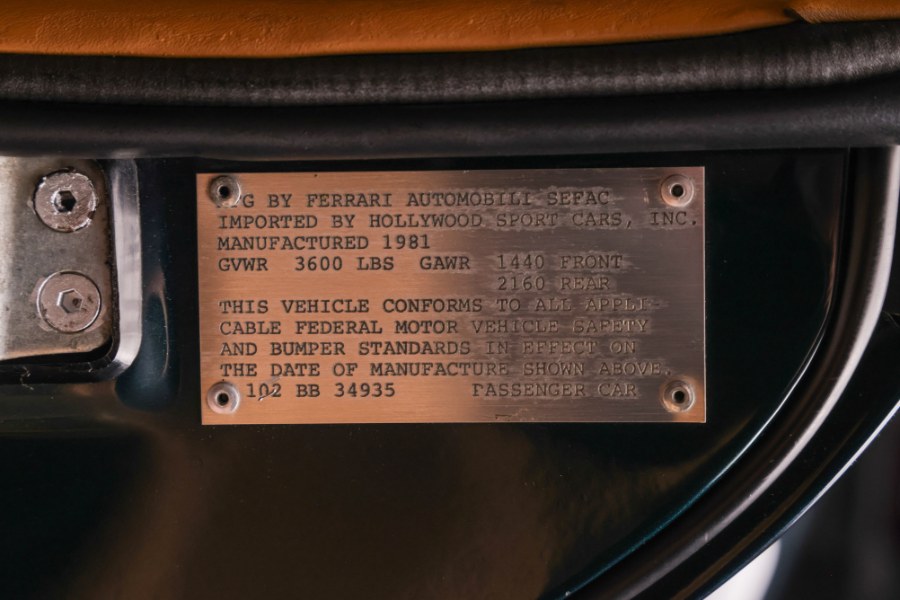 M/G BY FERRARI AUTOMOBILI SEFAC
IMPORTED BY HOLLYWOOD SPORT CARS, INC.
MANUFACTURED 1981
GVWR 3600 LBS GAWR 1440 FRONT
2160 REAR
THIS VEHICLE CONFORMS TO ALL APPLI-
CABLE FEDERAL MOTOR VEHICLE SAFETY
AND BUMPER STANDARDS IN EFFECT ON
THE DATE OF MANUFACTURE SHOWN ABOVE.
102 BB 34935 PASSENGER CAR